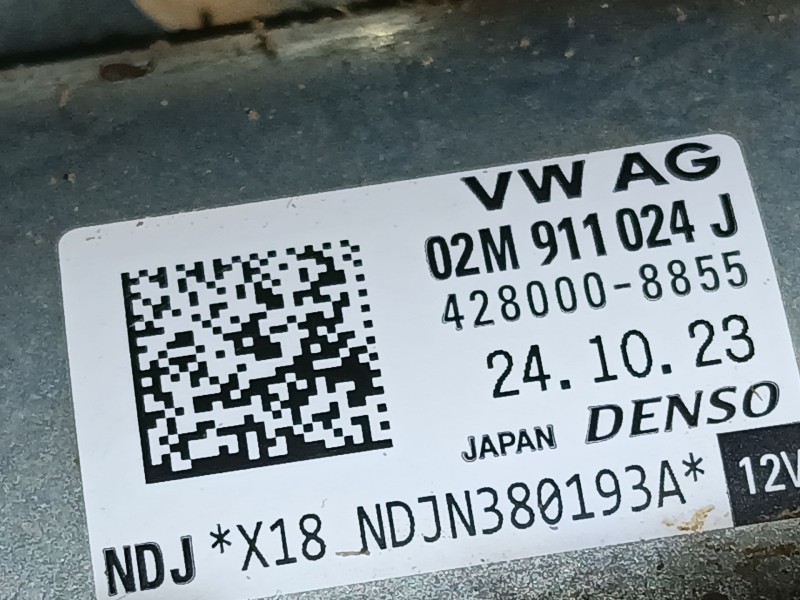 VW AG
02M 911 024 J
428000-8855
24.10.23
JAPAN DENSO
12V
NDJ *X18 NDJN380193A*